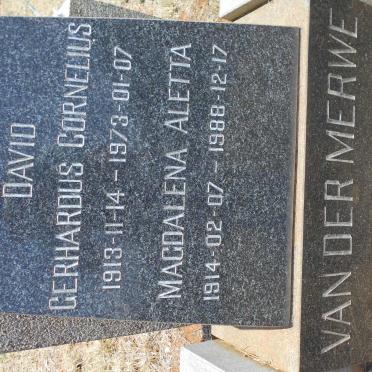 DAVID
GERHARDUS CORNELIUS
1913-11-14 – 1973-01-07
MAGDALENA ALETTA
1914-02-07 – 1988-12-17
VAN DER MERWE